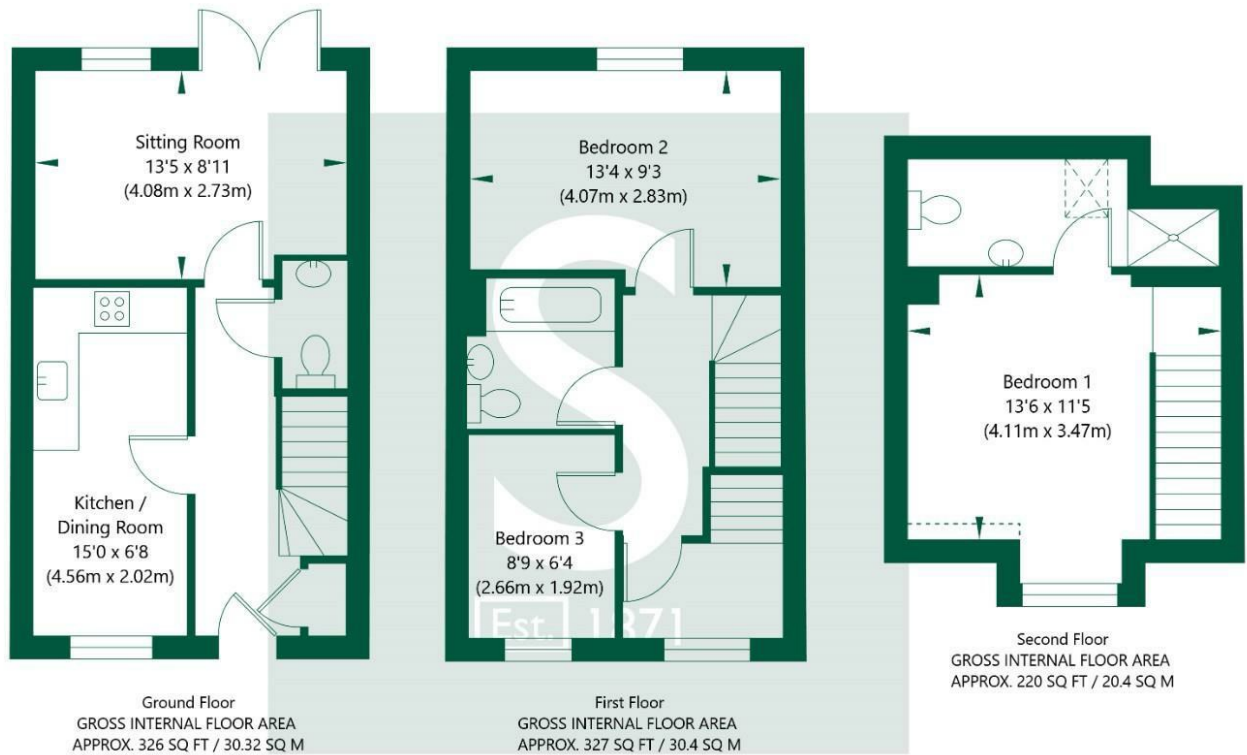 Sitting Room
13'5 x 8'11
(4.08m x 2.73m)
Kitchen /
Dining Room
15'0 x 6'8
(4.56m x 2.02m)
Ground Floor
GROSS INTERNAL FLOOR AREA
APPROX. 326 SQ FT / 30.32 SQ M
Bedroom 2
13'4 x 9'3
(4.07m x 2.83m)
S
Bedroom 3
8'9 x 6'4
(2.66m x 1.92m)
Est. 1871
First Floor
GROSS INTERNAL FLOOR AREA
APPROX. 327 SQ FT / 30.4 SQ M
Bedroom 1
13'6 x 11'5
(4.11m x 3.47m)
Second Floor
GROSS INTERNAL FLOOR AREA
APPROX. 220 SQ FT / 20.4 SQ M